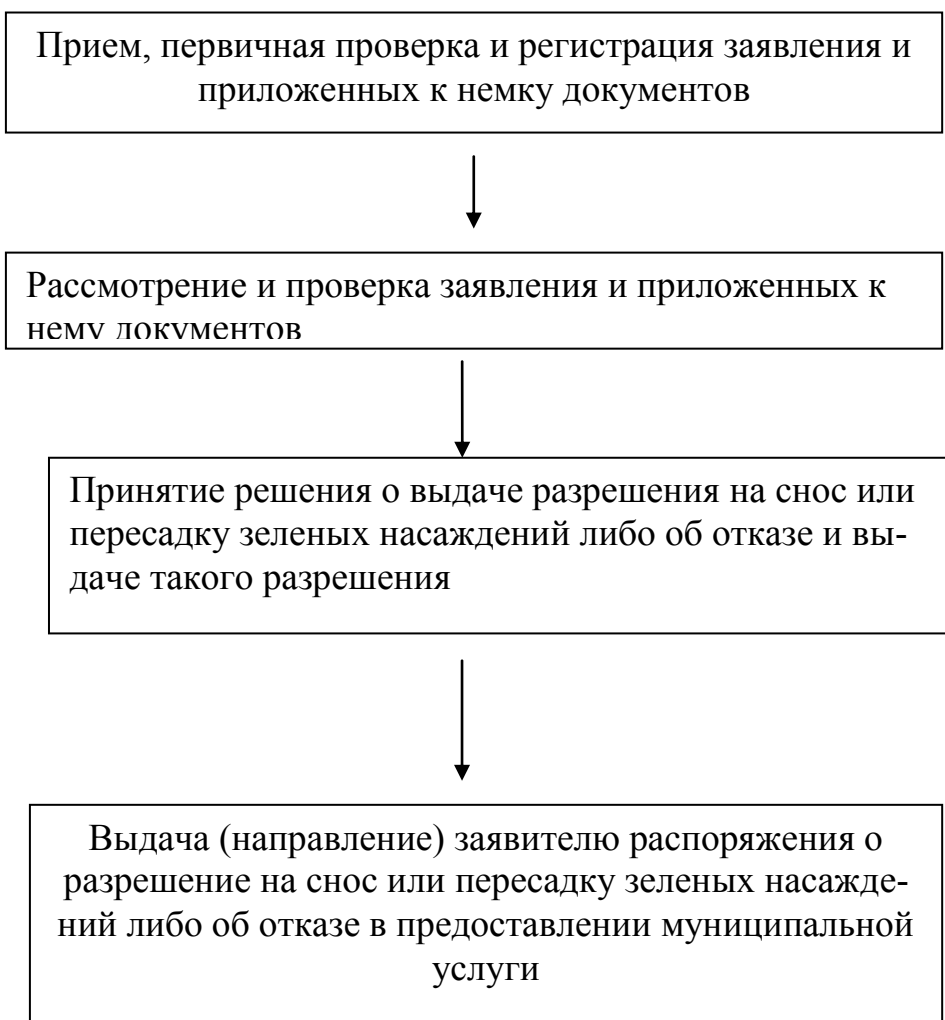 Прием, первичная проверка и регистрация заявления и
приложенных к немку документов
Рассмотрение и проверка заявления и приложенных к
нему документов
Принятие решения о выдаче разрешения на снос или
пересадку зеленых насаждений либо об отказе и вы-
даче такого разрешения
Выдача (направление) заявителю распоряжения о
разрешение на снос или пересадку зеленых насажде-
ний либо об отказе в предоставлении муниципальной
услуги